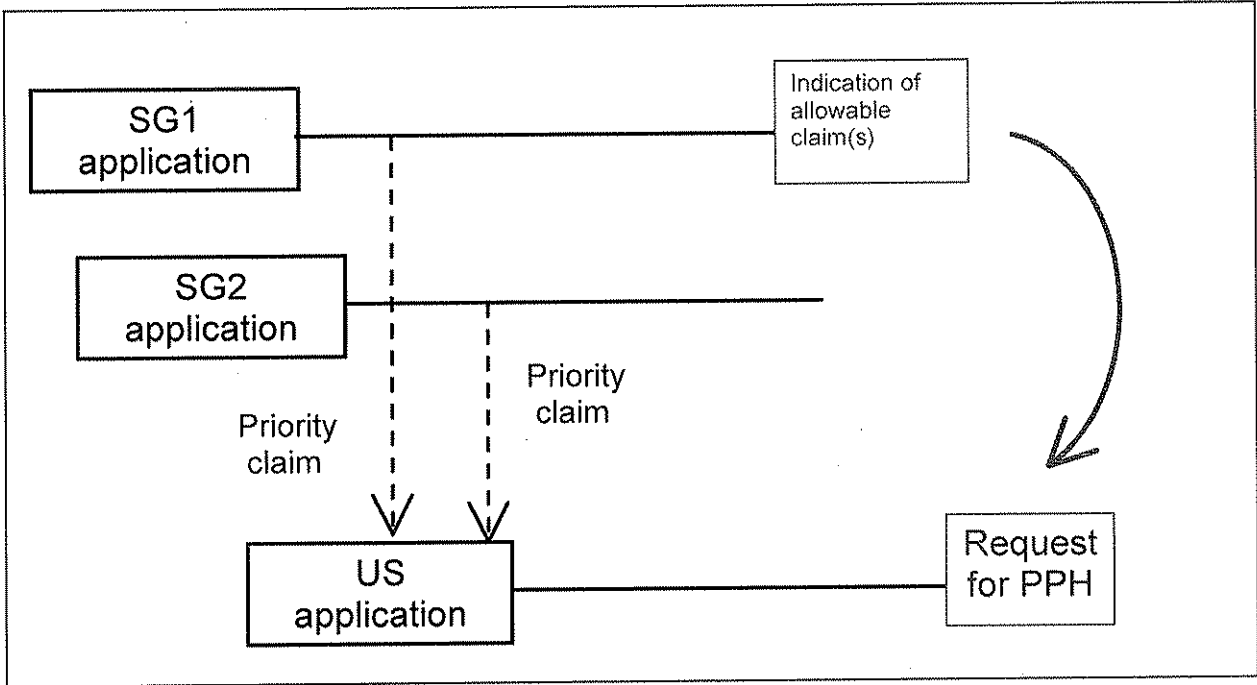 SG1
application
Indication of
allowable
claim(s)
SG2
application
Priority
claim
Priority
claim
US
application
Request
for PPH